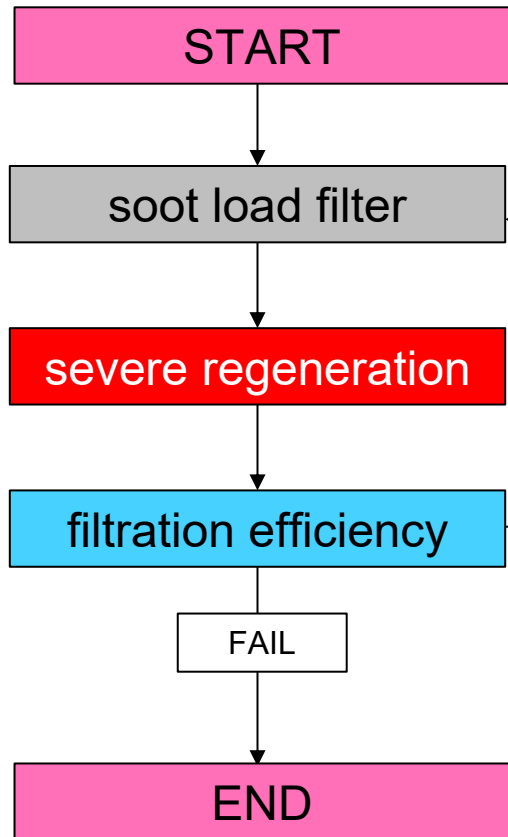 START
soot load filter
severe regeneration
filtration efficiency
FAIL
END